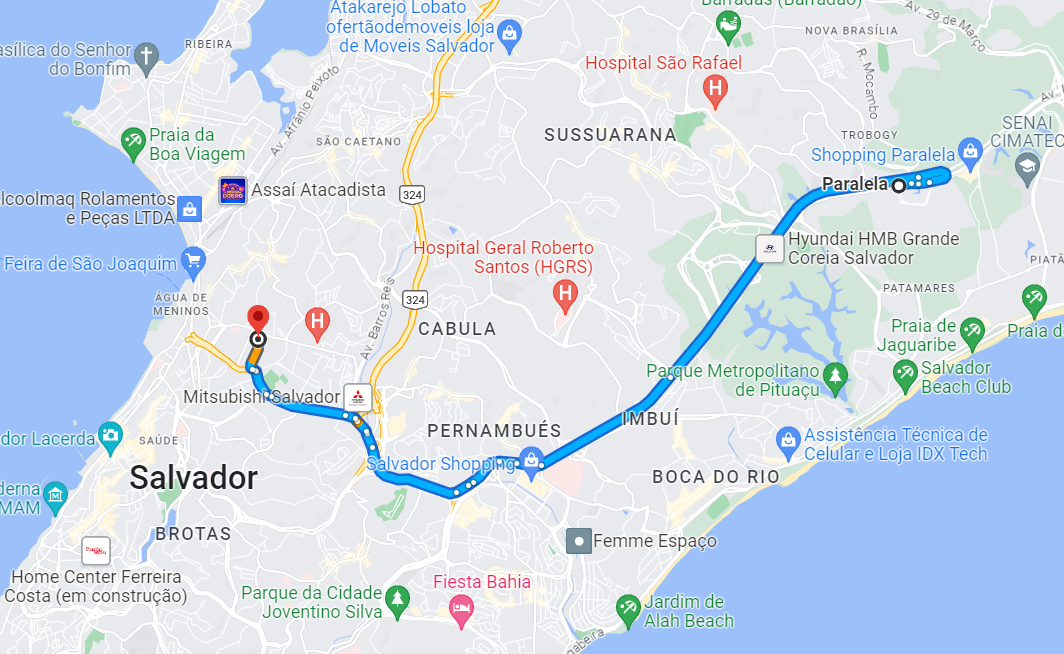 Barradas (Barradão)
Atakarejo Lobato
ofertãodemoveis loja
de Moveis Salvador
Av. 29 de Março
RIBEIRA
NOVA BRASÍLIA
asílica do Senhor
do Bonfim
Hospital São Rafael
R. Mocambo
Av. Afrânio Peixoto
SUSSUARANA
TROBOGY
SENAI
CIMATEC
Praia da
Boa Viagem
SÃO CAETANO
Shopping Paralela
Paralela
Assaí Atacadista
324
lcoolmaq Rolamentos
e Peças LTDA
Hyundai HMB Grande
Coreia Salvador
Hospital Geral Roberto
Santos (HGRS)
Feira de São Joaquim
PIATÃ
PATAMARES
ÁGUA DE
MENINOS
324
Av. Barros Reis
CABULA
Praia de
Jaguaribe
Praia d
Parque Metropolitano
de Pituaçu
Salvador
Beach Club
Mitsubishi Salvador
IMBUÍ
PERNAMBUÉS
dor Lacerda
SAÚDE
Assistência Técnica de
Celular e Loja IDX Tech
Salvador Shopping
Salvador
BOCA DO RIO
derna
MAM
BROTAS
Femme Espaço
Home Center Ferreira
Costa (em construção)
Fiesta Bahia
Parque da Cidade
Joventino Silva
Jardim de
Alah Beach